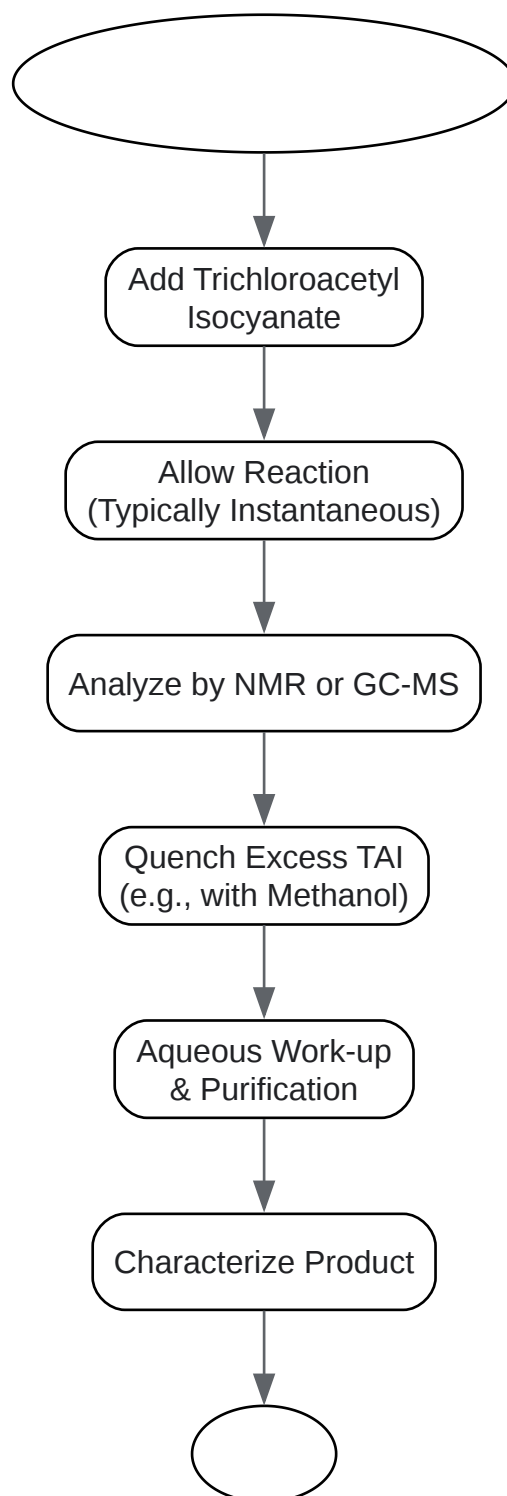 Add Trichloroacetyl
Isocyanate
Allow Reaction
(Typically Instantaneous)
Analyze by NMR or GC-MS
Quench Excess TAI
(e.g., with Methanol)
Aqueous Work-up
& Purification
Characterize Product